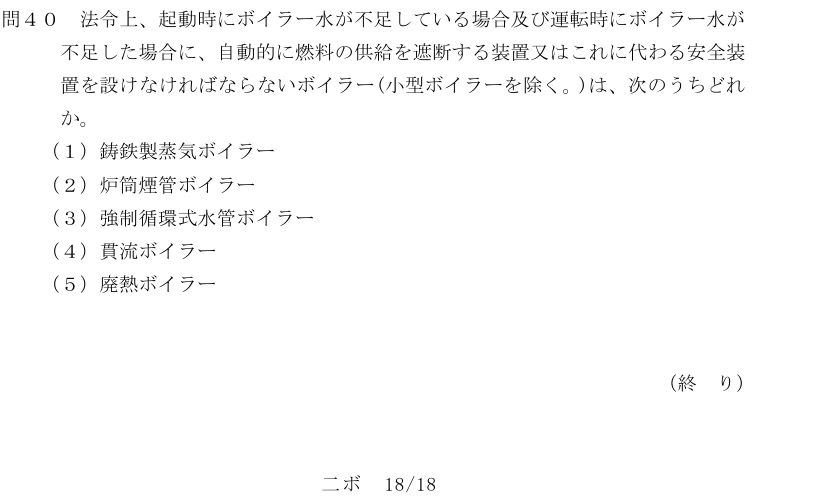 問４０　法令上、起動時にボイラー水が不足している場合及び運転時にボイラー水が
不足した場合に、自動的に燃料の供給を遮断する装置又はこれに代わる安全装
置を設けなければならないボイラー(小型ボイラーを除く。)は、次のうちどれ
か。
（１）鋳鉄製蒸気ボイラー
（２）炉筒煙管ボイラー
（３）強制循環式水管ボイラー
（４）貫流ボイラー
（５）廃熱ボイラー
（終　り）
二ボ　18/18